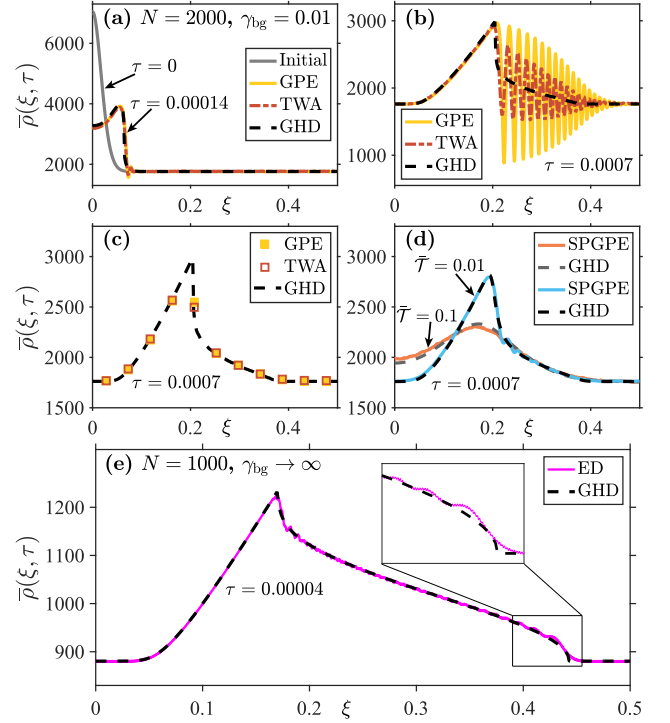 (a) N = 2000, γbg = 0.01
6000
4000
2000
ρ̅(ξ, τ)
τ = 0
τ = 0.00014
Initial
GPE
TWA
GHD
0 0.2 0.4
ξ
(b)
3000
2000
1000
GPE
TWA
GHD
τ = 0.0007
0 0.2 0.4
ξ
(c)
3000
2500
2000
1500
ρ̅(ξ, τ)
GPE
TWA
GHD
τ = 0.0007
0 0.2 0.4
ξ
(d)
3000
2500
2000
1500
𝒯̄ = 0.01
𝒯̄ = 0.1
SPGPE
GHD
SPGPE
GHD
τ = 0.0007
0 0.2 0.4
ξ
(e) N = 1000, γbg → ∞
1200
1100
1000
900
ρ̅(ξ, τ)
τ = 0.00004
ED
GHD
0 0.1 0.2 0.3 0.4 0.5
ξ